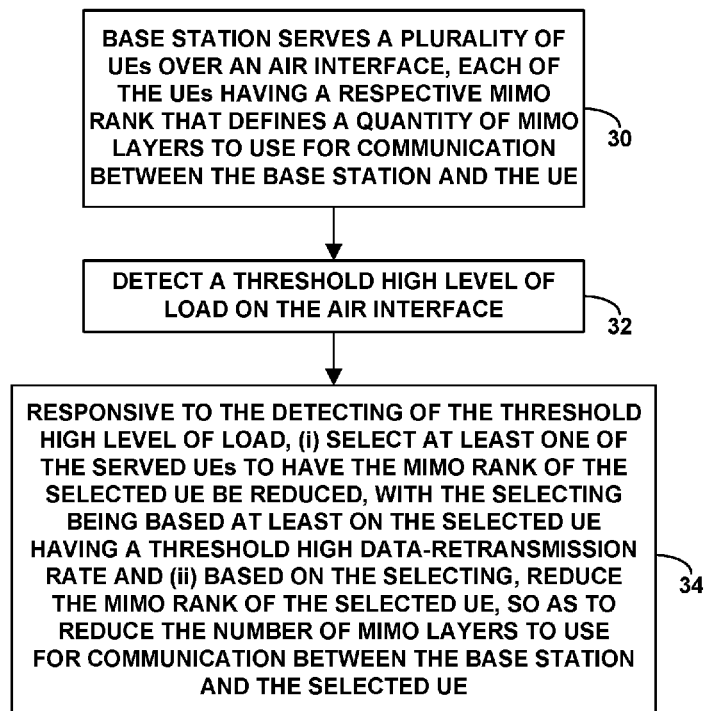 BASE STATION SERVES A PLURALITY OF
UEs OVER AN AIR INTERFACE, EACH OF
THE UEs HAVING A RESPECTIVE MIMO
RANK THAT DEFINES A QUANTITY OF MIMO
LAYERS TO USE FOR COMMUNICATION
BETWEEN THE BASE STATION AND THE UE
30
DETECT A THRESHOLD HIGH LEVEL OF
LOAD ON THE AIR INTERFACE
32
RESPONSIVE TO THE DETECTING OF THE THRESHOLD
HIGH LEVEL OF LOAD, (i) SELECT AT LEAST ONE OF
THE SERVED UEs TO HAVE THE MIMO RANK OF THE
SELECTED UE BE REDUCED, WITH THE SELECTING
BEING BASED AT LEAST ON THE SELECTED UE
HAVING A THRESHOLD HIGH DATA-RETRANSMISSION
RATE AND (ii) BASED ON THE SELECTING, REDUCE
THE MIMO RANK OF THE SELECTED UE, SO AS TO
REDUCE THE NUMBER OF MIMO LAYERS TO USE
FOR COMMUNICATION BETWEEN THE BASE STATION
AND THE SELECTED UE
34